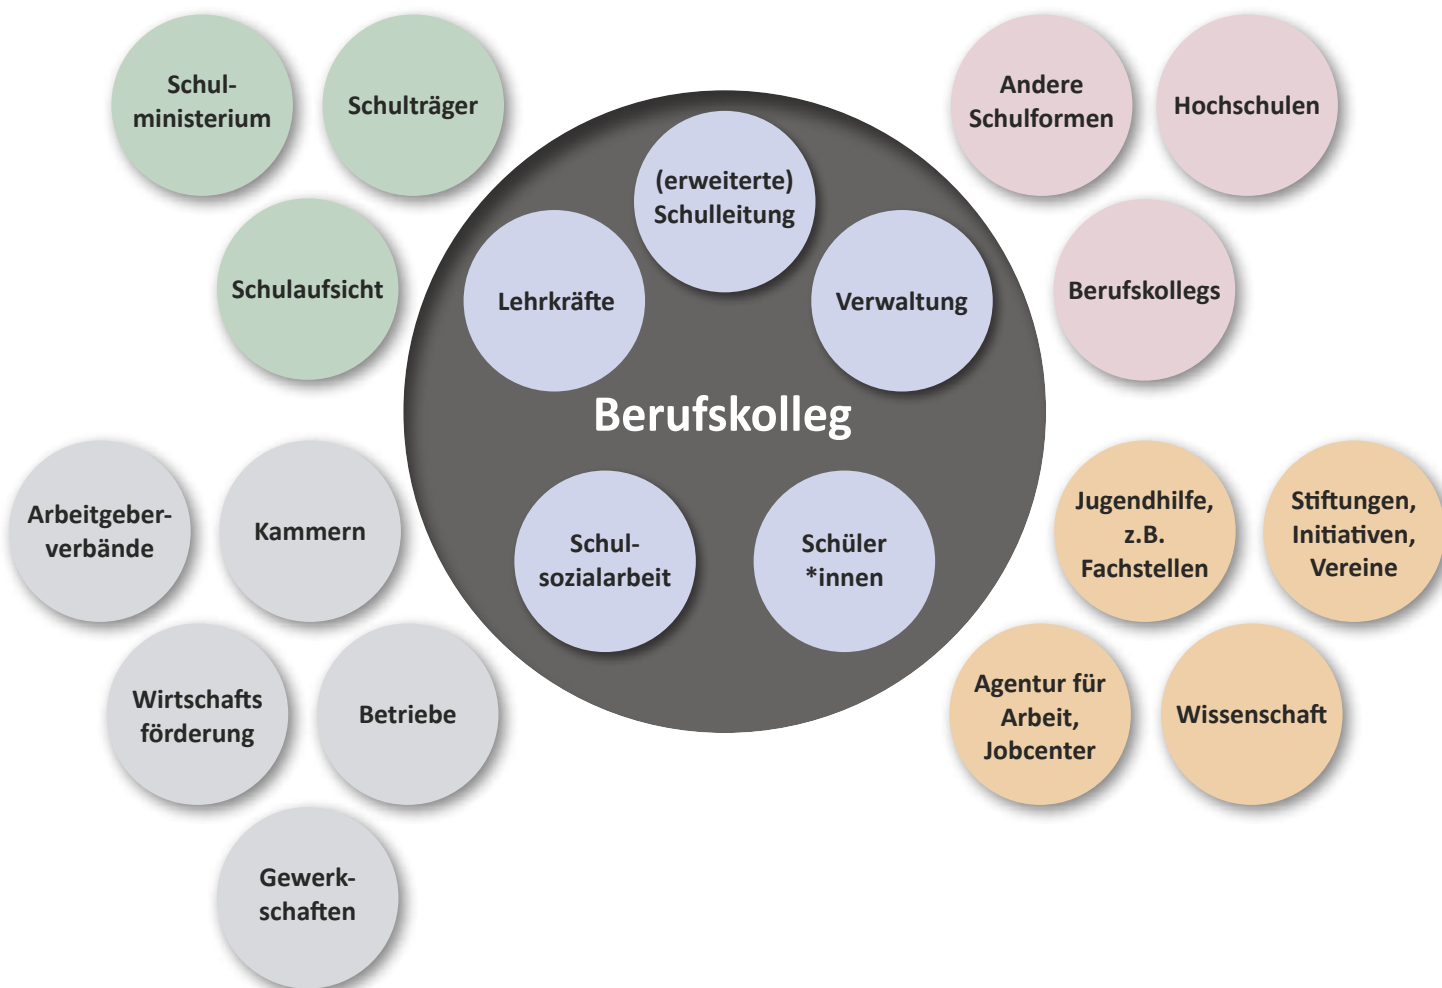 Schul-
ministerium
Schulträger
Schulaufsicht
Andere
Schulformen
Hochschulen
Berufskollegs
(erweiterte)
Schulleitung
Lehrkräfte
Verwaltung
Berufskolleg
Schul-
sozialarbeit
Schüler
*innen
Arbeitgeber-
verbände
Kammern
Wirtschafts
förderung
Betriebe
Gewerk-
schaften
Jugendhilfe,
z.B.
Fachstellen
Stiftungen,
Initiativen,
Vereine
Agentur für
Arbeit,
Jobcenter
Wissenschaft